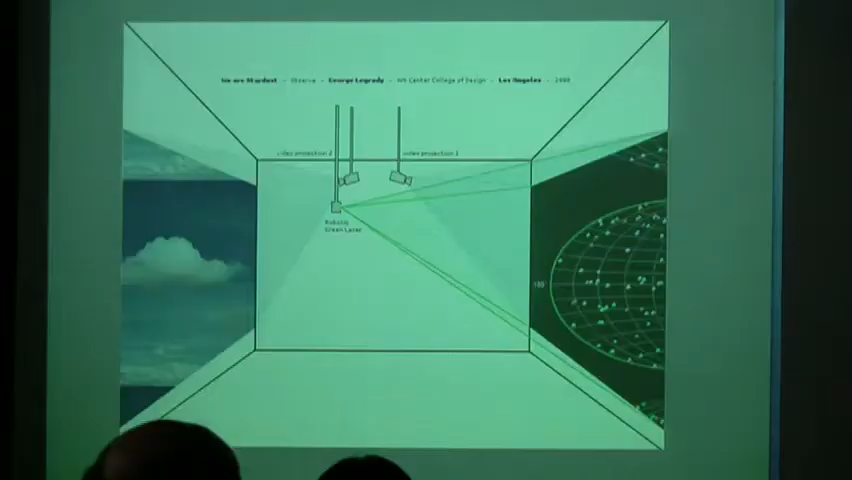 We are Stardust - Observe - George Legrady - Art Center College of Design - Los Angeles - 2008
video projection 2
video projection 1
Robotic
Green Laser
180°